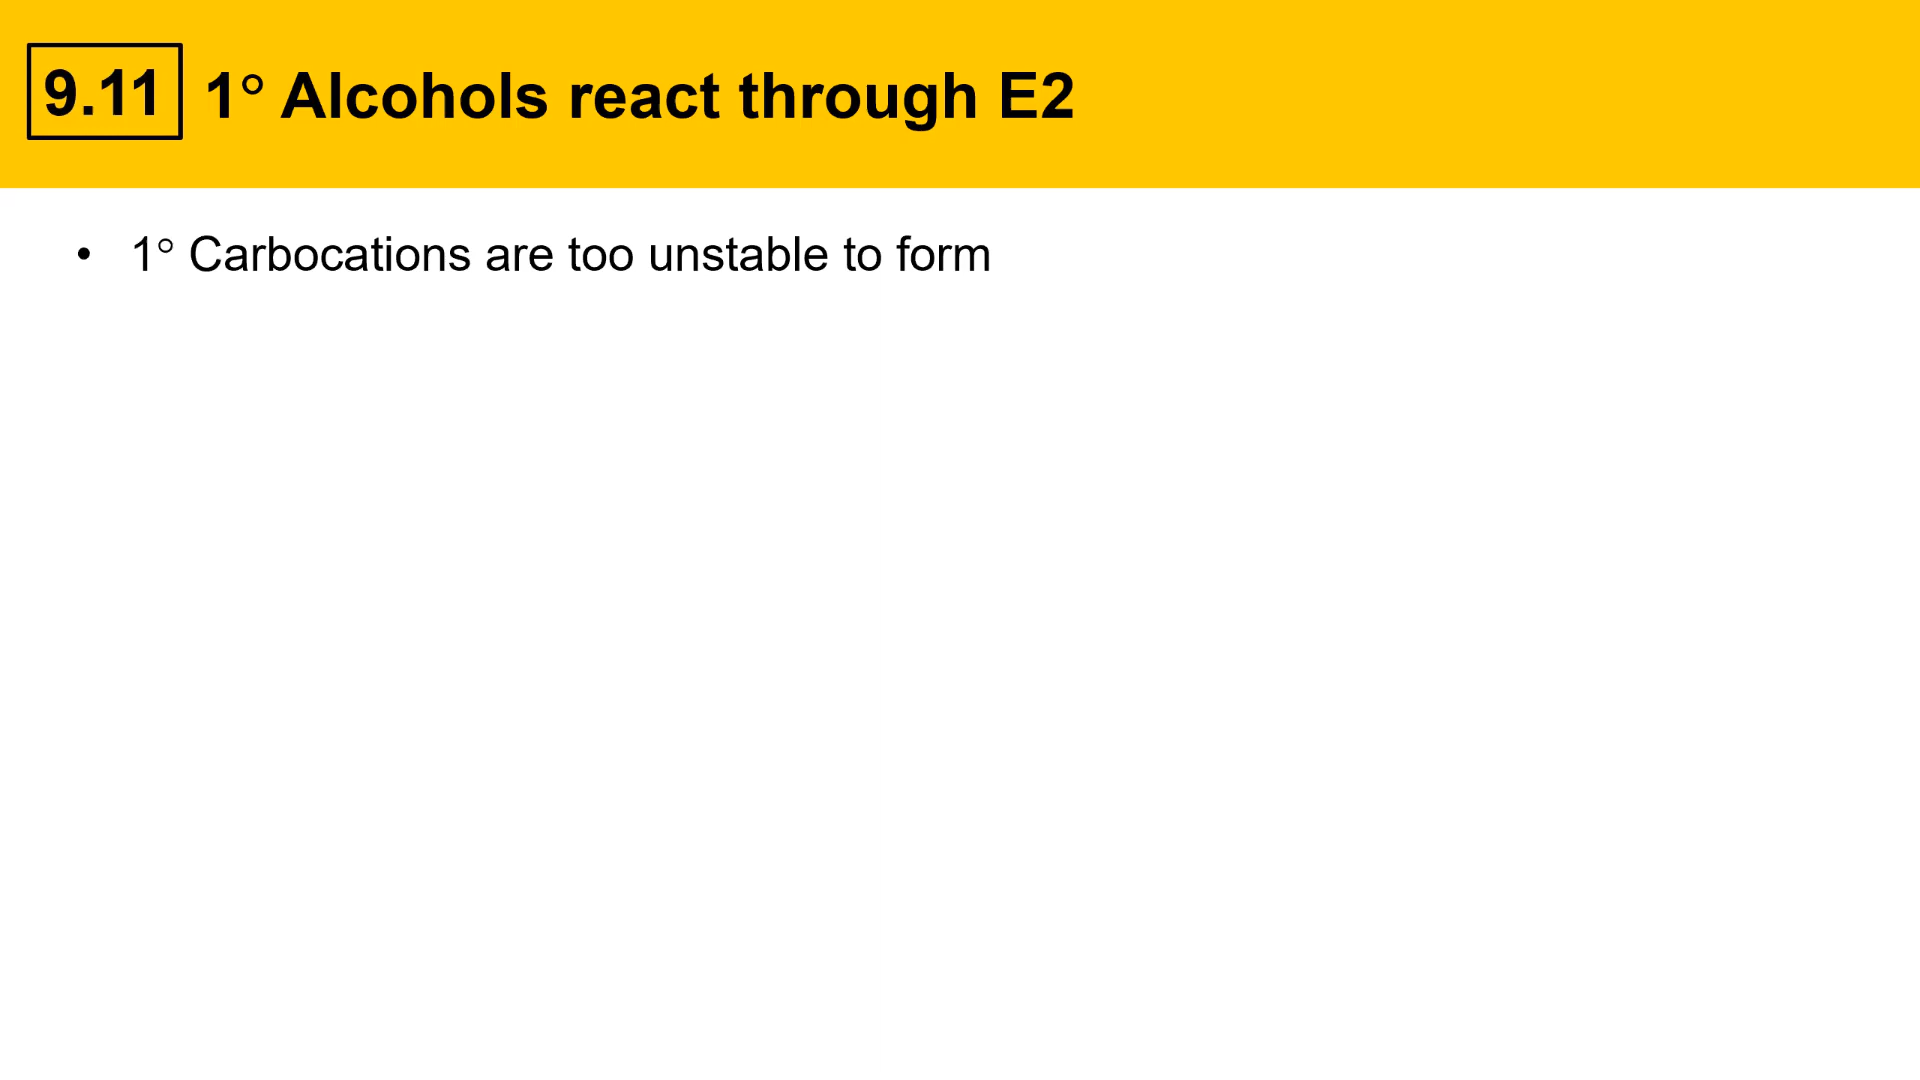 9.11 1° Alcohols react through E2
• 1° Carbocations are too unstable to form